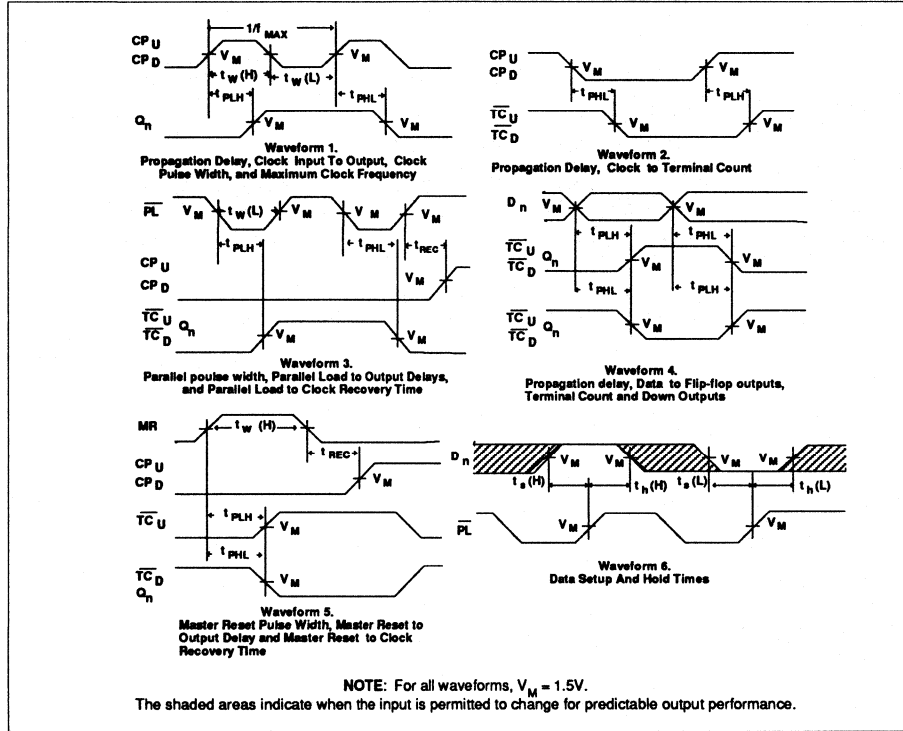 1/f MAX
CP U
CP D
V M
V M
t W (H)
t W (L)
t PLH
t PHL
Q n
V M
V M
Waveform 1.
Propagation Delay, Clock Input To Output, Clock
Pulse Width, and Maximum Clock Frequency
CP U
CP D
V M
V M
t PHL
t PLH
TC U
TC D
V M
V M
Waveform 2.
Propagation Delay, Clock to Terminal Count
PL
V M
t W (L)
V M
V M
V M
t PLH
t PHL
t REC
CP U
CP D
V M
TC U
TC D
Q n
V M
V M
Waveform 3.
Parallel poulse width, Parallel Load to Output Delays,
and Parallel Load to Clock Recovery Time
D n
V M
V M
t PLH
t PHL
TC U
TC D
Q n
V M
V M
t PHL
t PLH
TC U
TC D
Q n
V M
V M
Waveform 4.
Propagation delay, Data to Flip-flop outputs,
Terminal Count and Down Outputs
MR
V M
t W (H)
V M
t REC
CP U
CP D
V M
t PLH
TC U
V M
t PHL
TC D
Q n
V M
Waveform 5.
Master Reset Pulse Width, Master Reset to
Output Delay and Master Reset to Clock
Recovery Time
D n
V M
V M
V M
V M
t s (H)
t h (H)
t s (L)
t h (L)
PL
V M
V M
Waveform 6.
Data Setup And Hold Times
NOTE: For all waveforms, V M = 1.5V.
The shaded areas indicate when the input is permitted to change for predictable output performance.